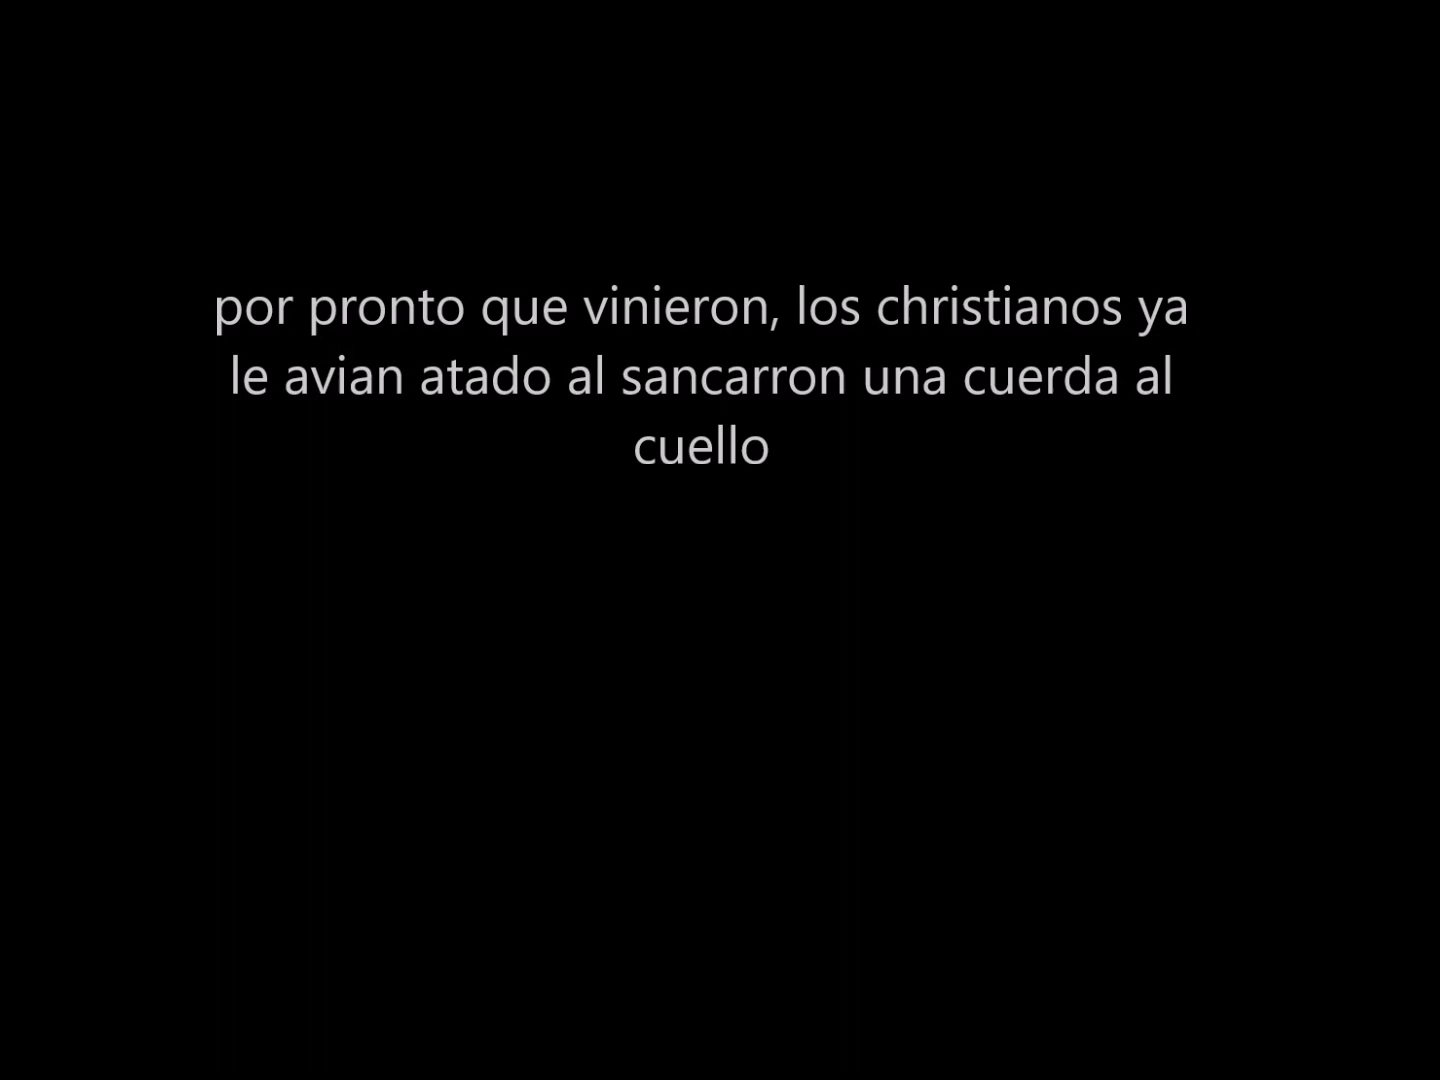 por pronto que vinieron, los christianos ya
le avian atado al sancarron una cuerda al
cuello